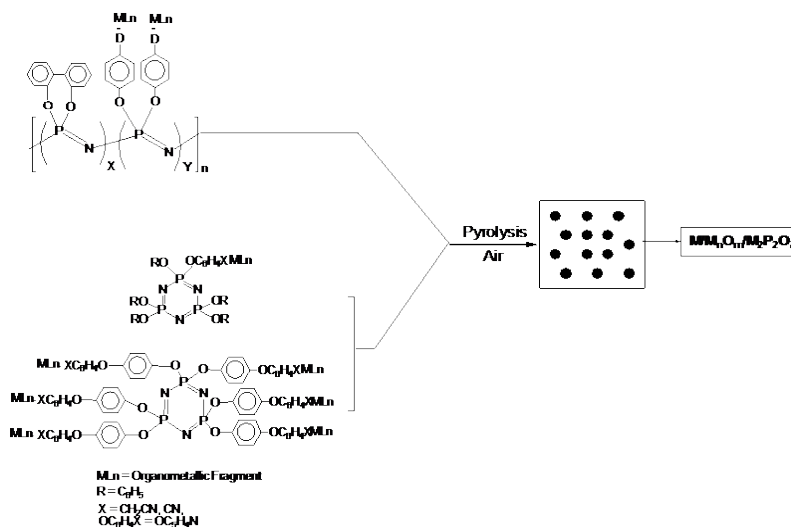 MLn MLn
D D
O O O O
P P
N N
X Y n
Pyrolysis
Air
M/MnOm/M2P2O7
OC6H4XMLn
RO
P
N N
RO P P OR
RO N OR
MLn·XC6H4O O O OC6H4XMLn
P
MLn·XC6H4O O N N O OC6H4XMLn
P P
MLn·XC6H4O O N O OC6H4XMLn
MLn = Organometallic Fragment
R = C6H5
X = CH2CN, CN,
OC6H4X = OC5H4N